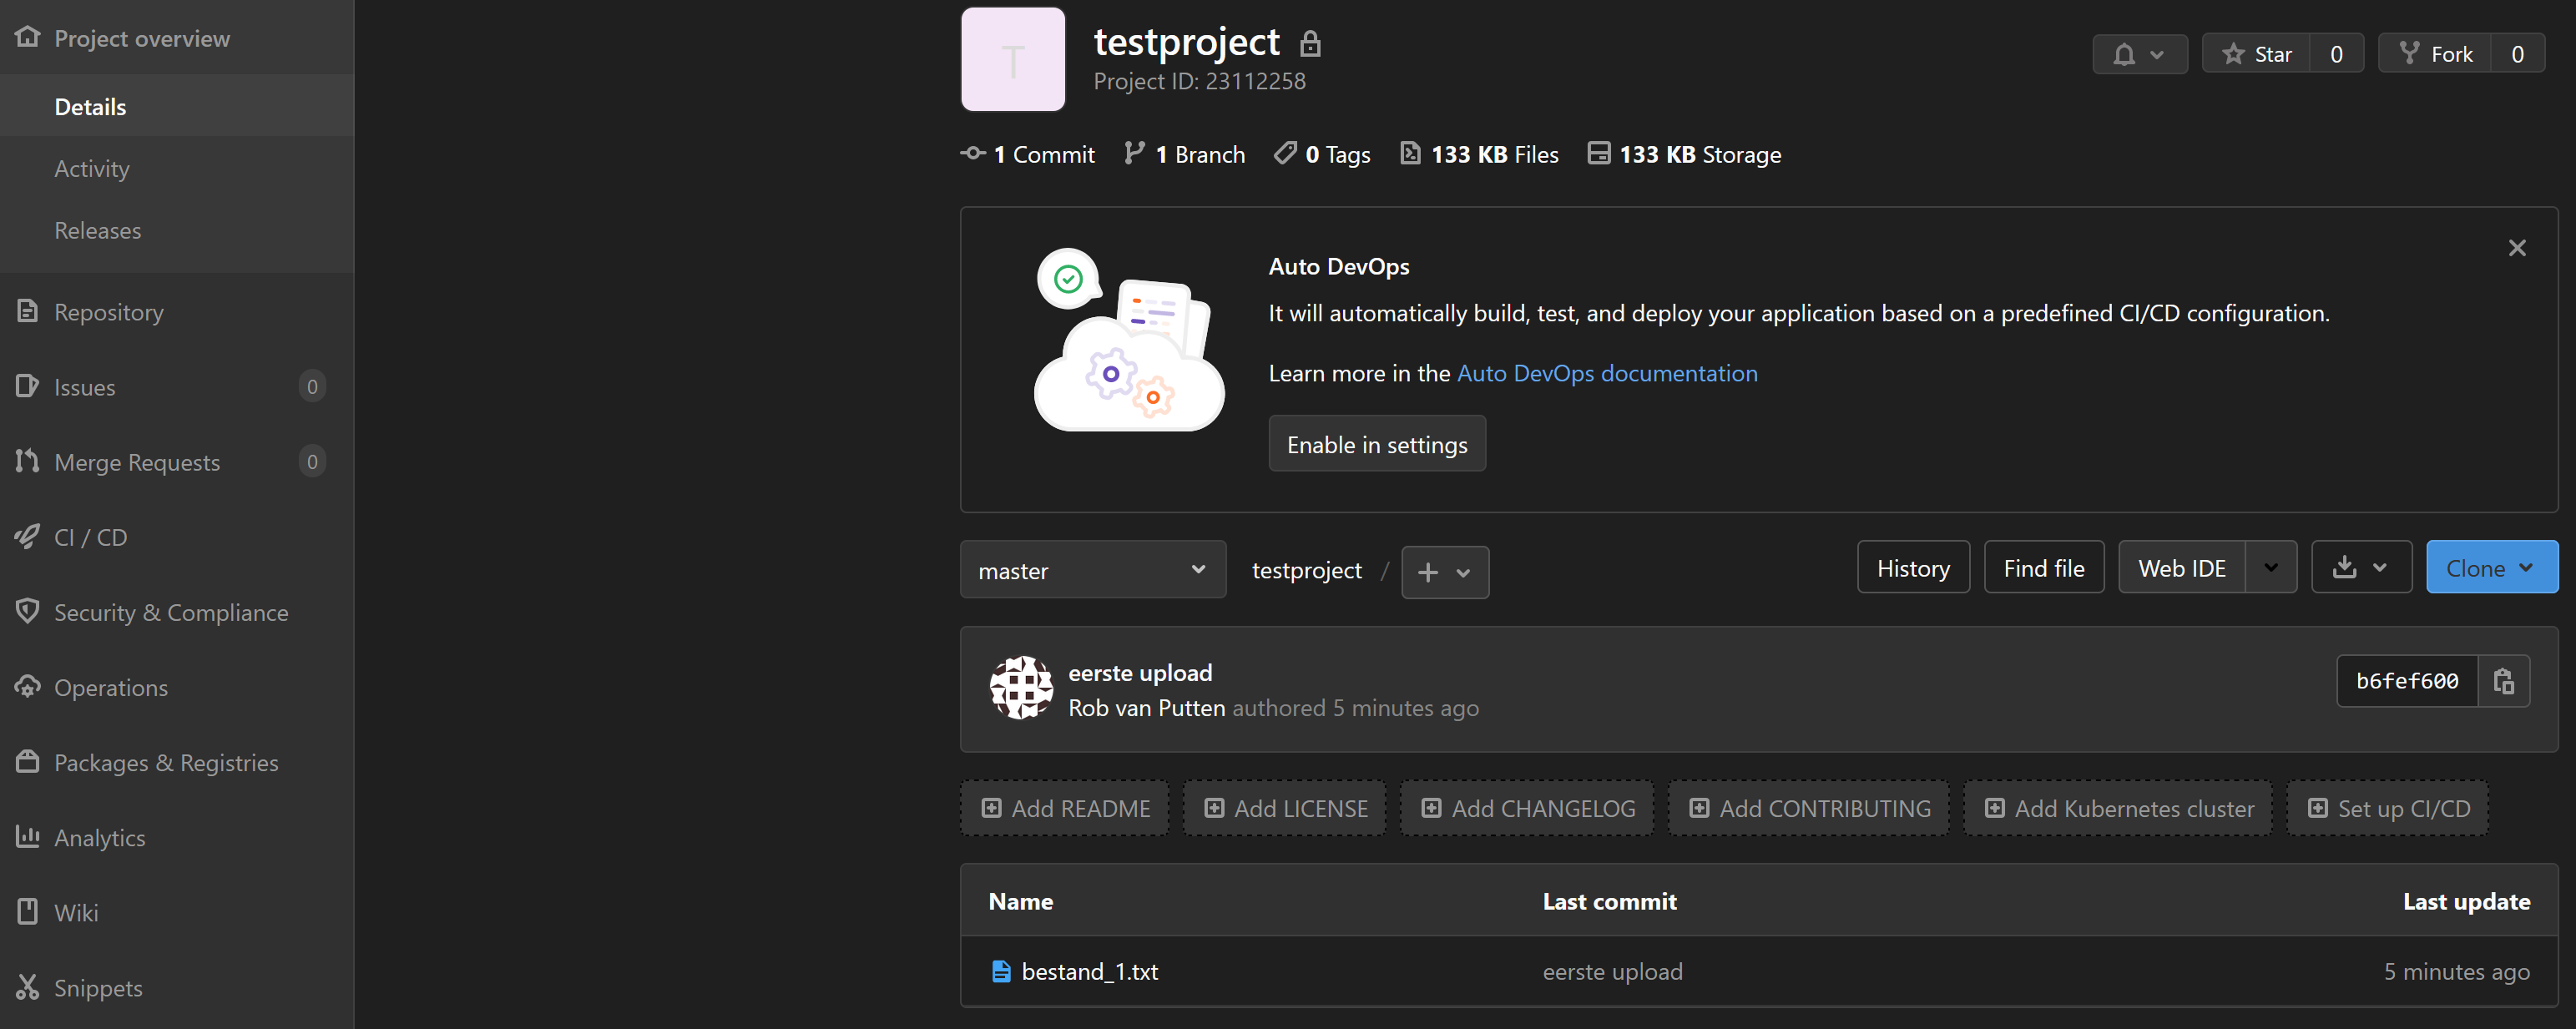 Project overview
Details
Activity
Releases
Repository
Issues 0
Merge Requests 0
CI / CD
Security & Compliance
Operations
Packages & Registries
Analytics
Wiki
Snippets
T
testproject
Project ID: 23112258
Star 0
Fork 0
1 Commit 1 Branch 0 Tags 133 KB Files 133 KB Storage
Auto DevOps
It will automatically build, test, and deploy your application based on a predefined CI/CD configuration.
Learn more in the Auto DevOps documentation
Enable in settings
master testproject / + History Find file Web IDE Clone
eerste upload
Rob van Putten authored 5 minutes ago
b6fef600
Add README Add LICENSE Add CHANGELOG Add CONTRIBUTING Add Kubernetes cluster Set up CI/CD
Name Last commit Last update
bestand_1.txt eerste upload 5 minutes ago